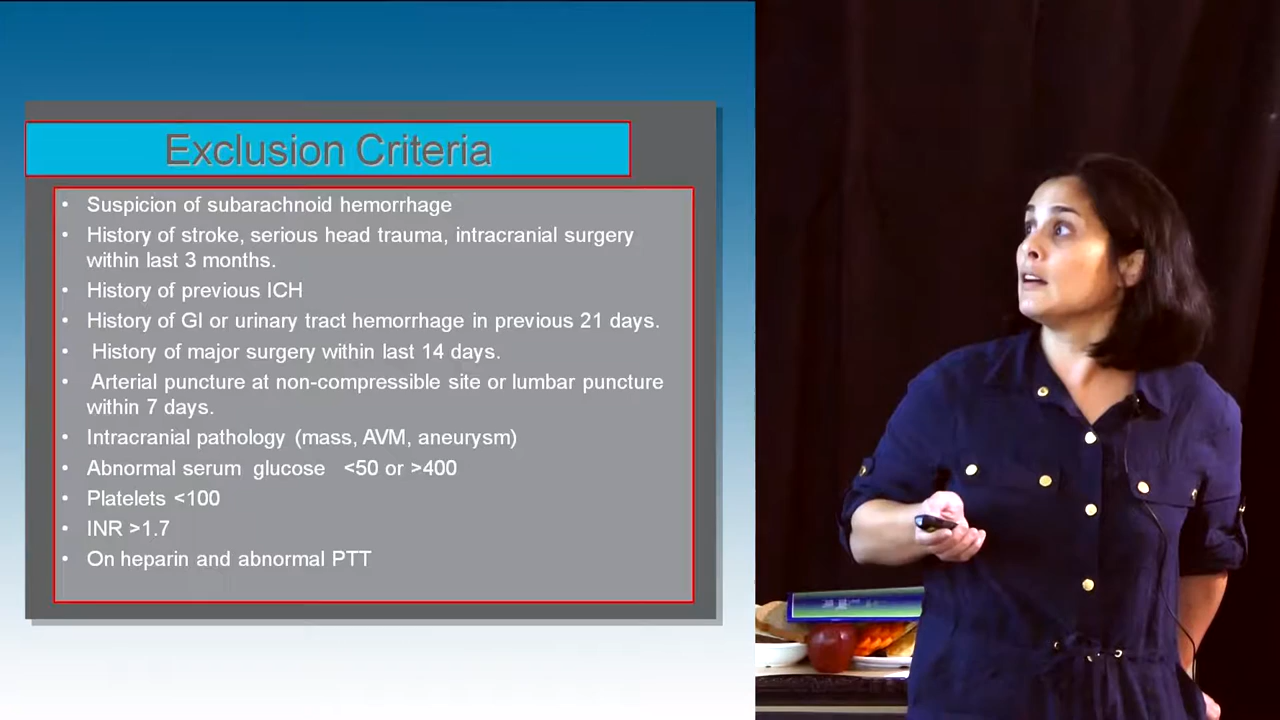 Exclusion Criteria
• Suspicion of subarachnoid hemorrhage
• History of stroke, serious head trauma, intracranial surgery
within last 3 months.
• History of previous ICH
• History of GI or urinary tract hemorrhage in previous 21 days.
• History of major surgery within last 14 days.
• Arterial puncture at non-compressible site or lumbar puncture
within 7 days.
• Intracranial pathology (mass, AVM, aneurysm)
• Abnormal serum glucose <50 or >400
• Platelets <100
• INR >1.7
• On heparin and abnormal PTT